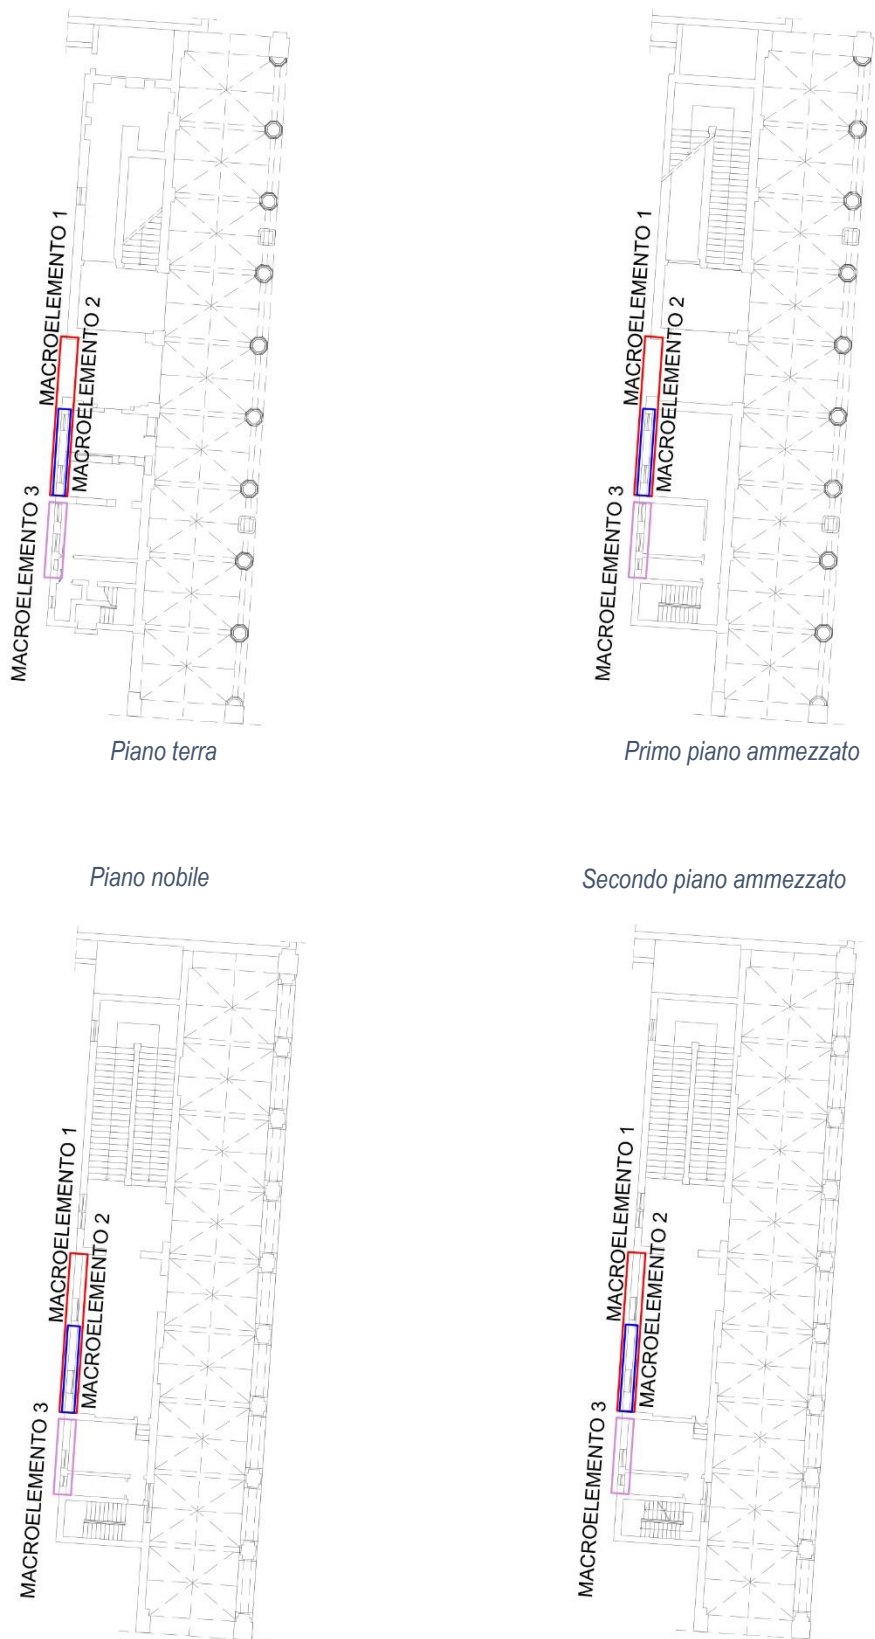 MACROELEMENTO 1
MACROELEMENTO 2
MACROELEMENTO 3
Piano terra
MACROELEMENTO 1
MACROELEMENTO 2
MACROELEMENTO 3
Primo piano ammezzato
Piano nobile
MACROELEMENTO 1
MACROELEMENTO 2
MACROELEMENTO 3
Secondo piano ammezzato
MACROELEMENTO 1
MACROELEMENTO 2
MACROELEMENTO 3